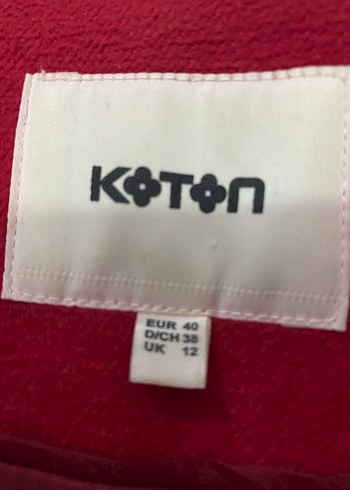 KOTON
EUR 40
D/CH 38
UK 12